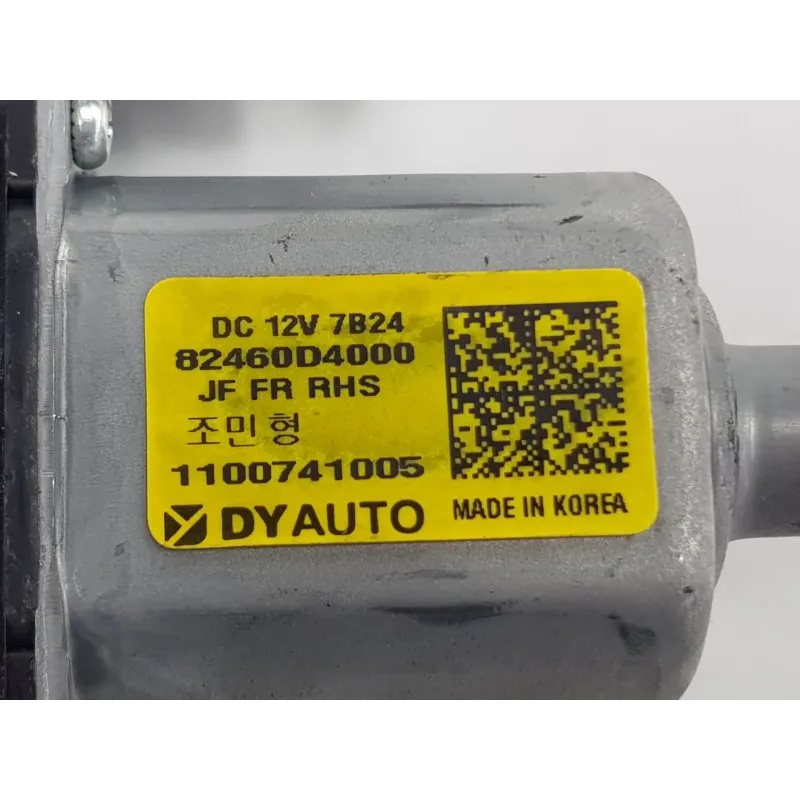 DC 12V 7B24
82460D4000
JF FR RHS
조민형
1100741005
DYAUTO
MADE IN KOREA